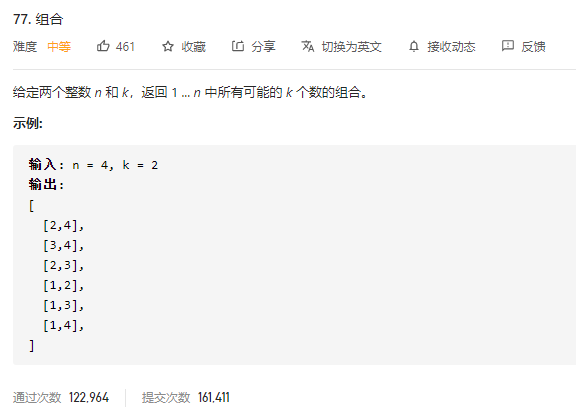 77. 组合
难度 中等 461 收藏 分享 切换为英文 接收动态 反馈
给定两个整数 n 和 k，返回 1 ... n 中所有可能的 k 个数的组合。
示例:
输入: n = 4, k = 2
输出:
[
[2,4],
[3,4],
[2,3],
[1,2],
[1,3],
[1,4],
]
通过次数 122,964 提交次数 161,411